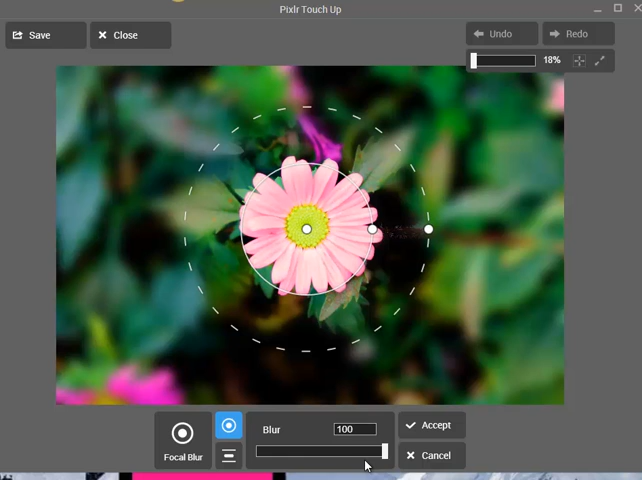 Pixlr Touch Up
Save
Close
Undo
Redo
18%
Focal Blur
Blur
100
Accept
Cancel